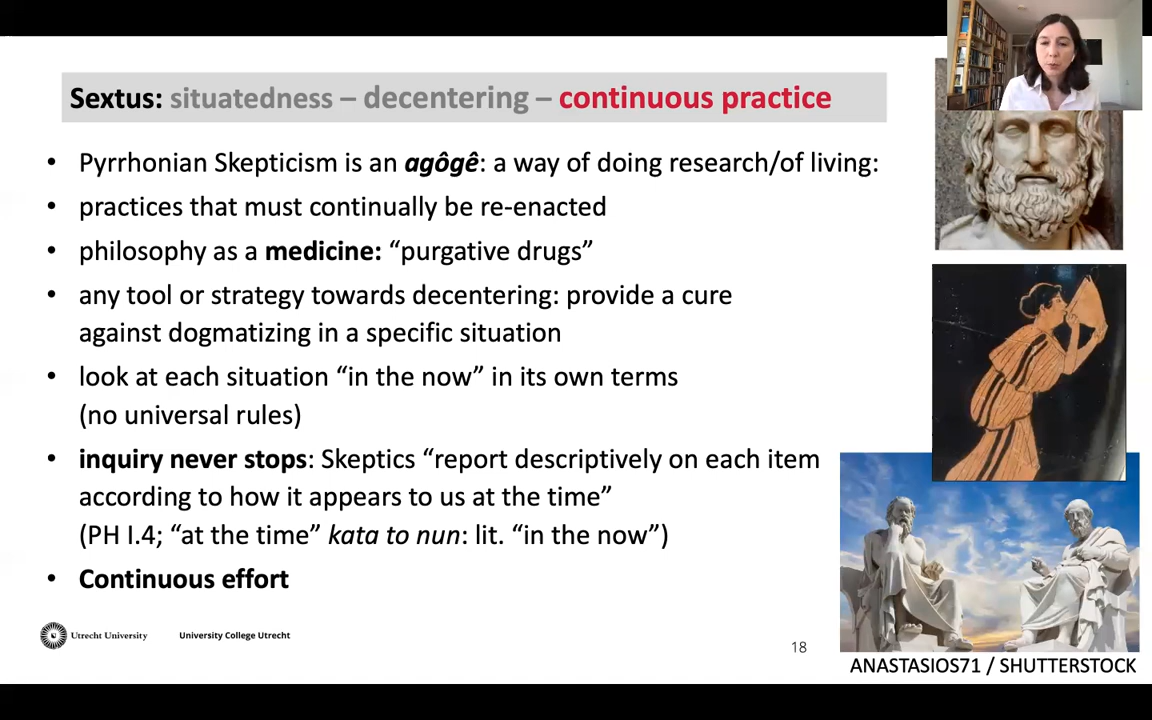 Sextus: situatedness – decentering – continuous practice
• Pyrrhonian Skepticism is an agôgê: a way of doing research/of living:
• practices that must continually be re-enacted
• philosophy as a medicine: “purgative drugs”
• any tool or strategy towards decentering: provide a cure
against dogmatizing in a specific situation
• look at each situation “in the now” in its own terms
(no universal rules)
• inquiry never stops: Skeptics “report descriptively on each item
according to how it appears to us at the time”
(PH I.4; “at the time” kata to nun: lit. “in the now”)
• Continuous effort
Utrecht University
University College Utrecht
18
ANASTASIOS71 / SHUTTERSTOCK